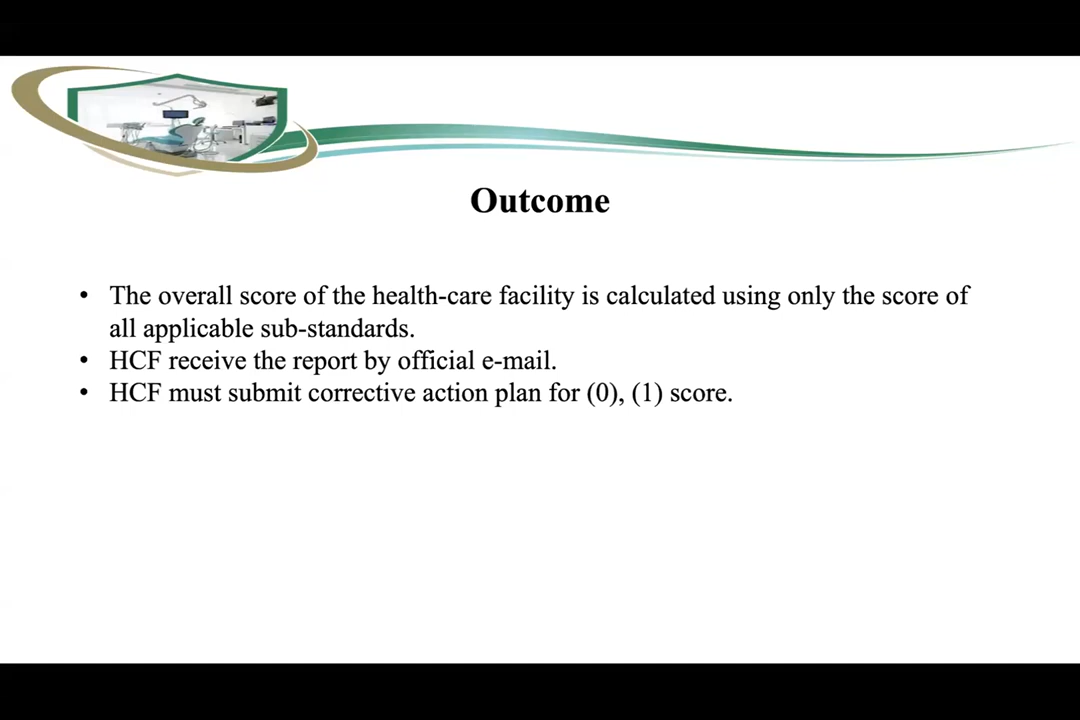 Outcome
• The overall score of the health-care facility is calculated using only the score of
all applicable sub-standards.
• HCF receive the report by official e-mail.
• HCF must submit corrective action plan for (0), (1) score.